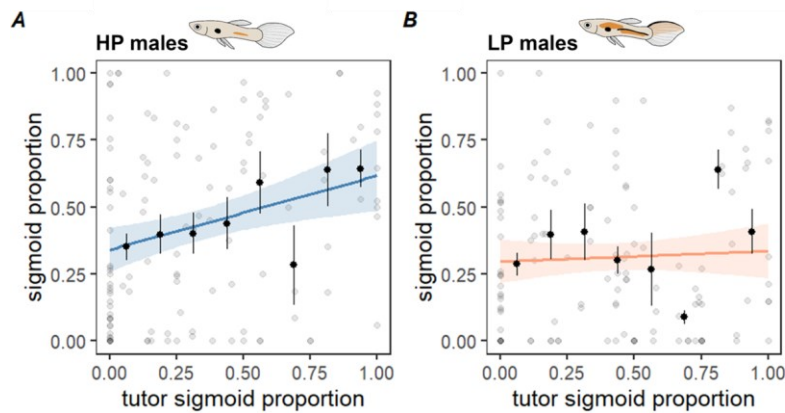 A
HP males
1.00
0.75
0.50
0.25
0.00
sigmoid proportion
0.00 0.25 0.50 0.75 1.00
tutor sigmoid proportion
B
LP males
1.00
0.75
0.50
0.25
0.00
sigmoid proportion
0.00 0.25 0.50 0.75 1.00
tutor sigmoid proportion